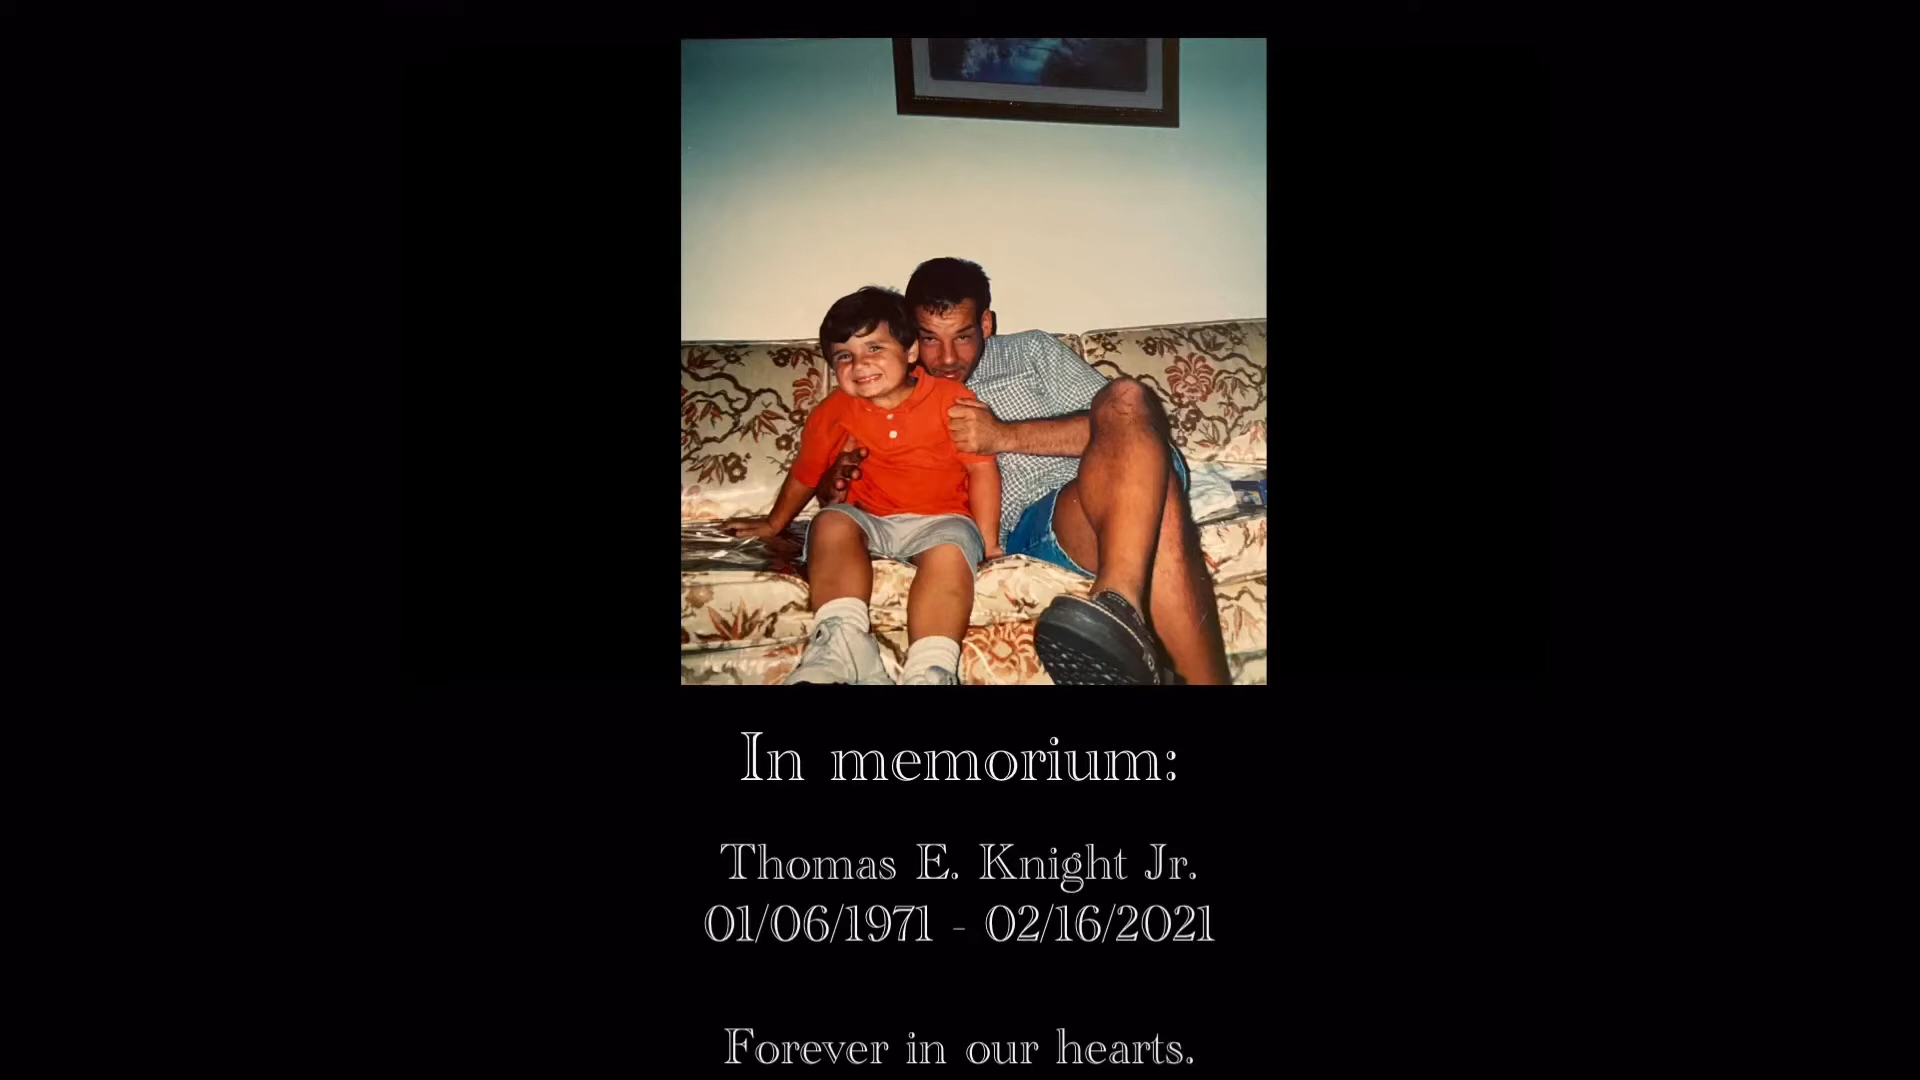 In memorium:
Thomas E. Knight Jr.
01/06/1971 - 02/16/2021
Forever in our hearts.